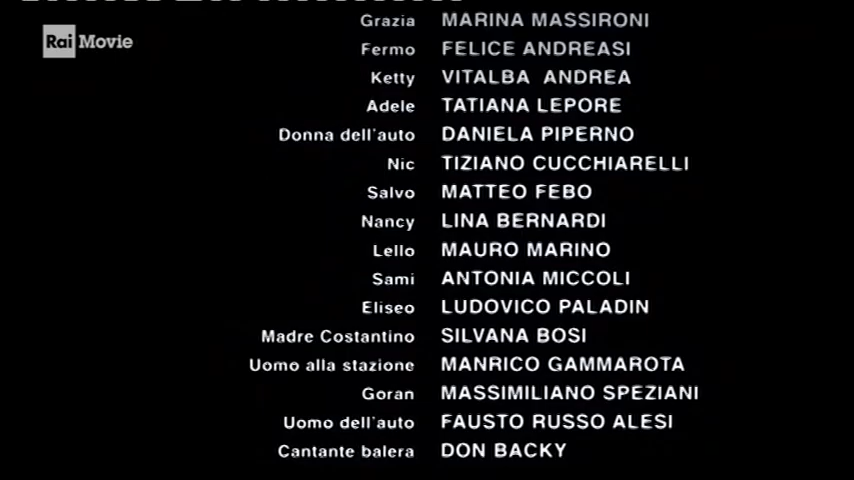 Rai Movie
Grazia MARINA MASSIRONI
Fermo FELICE ANDREASI
Ketty VITALBA ANDREA
Adele TATIANA LEPORE
Donna dell'auto DANIELA PIPERNO
Nic TIZIANO CUCCHIARELLI
Salvo MATTEO FEBO
Nancy LINA BERNARDI
Lello MAURO MARINO
Sami ANTONIA MICCOLI
Eliseo LUDOVICO PALADIN
Madre Costantino SILVANA BOSI
Uomo alla stazione MANRICO GAMMAROTA
Goran MASSIMILIANO SPEZIANI
Uomo dell'auto FAUSTO RUSSO ALESI
Cantante balera DON BACKY